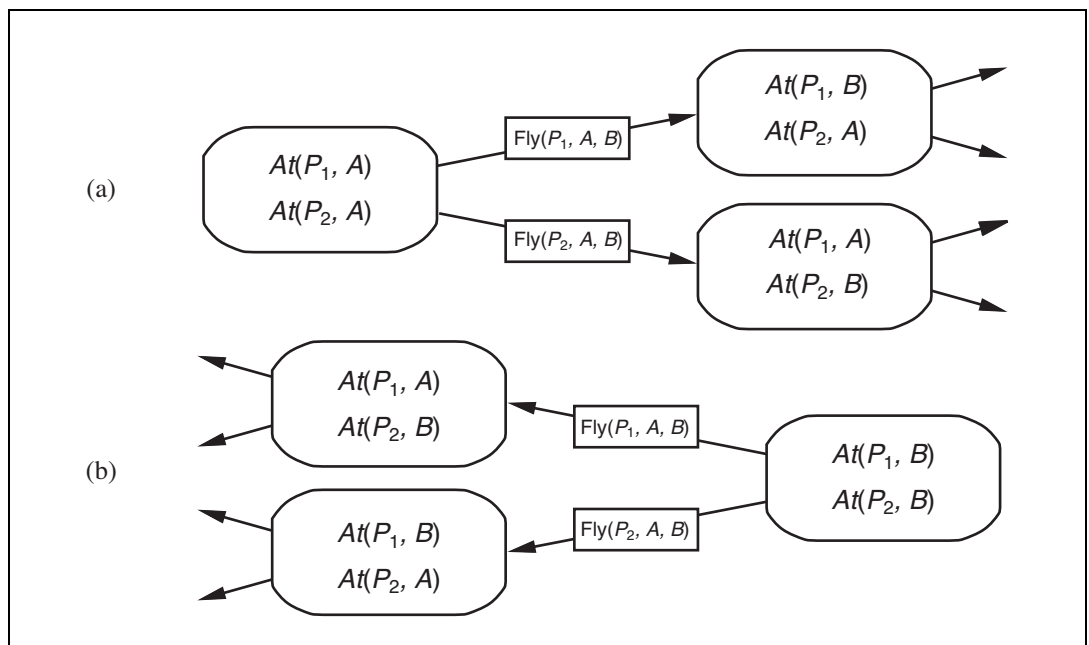 (a)
At(P₁, A)
At(P₂, A)
Fly(P₁, A, B)
Fly(P₂, A, B)
At(P₁, B)
At(P₂, A)
At(P₁, A)
At(P₂, B)
(b)
At(P₁, A)
At(P₂, B)
At(P₁, B)
At(P₂, A)
Fly(P₁, A, B)
Fly(P₂, A, B)
At(P₁, B)
At(P₂, B)